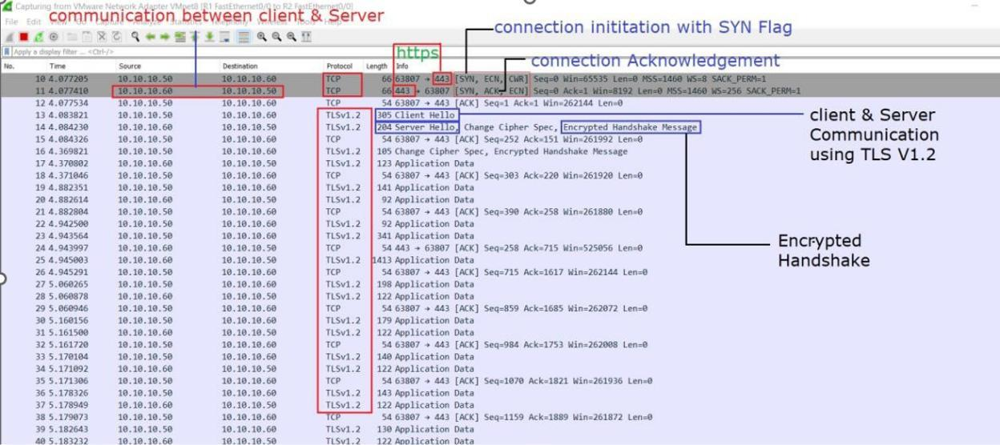 Capturing from VMware Network Adapter VMnet8 [R1 FastEthernet0/0 to R2 FastEthernet0/0]
communication between client & Server
File Edit
connection inititation with SYN Flag
Apply a display filter ... <Ctrl-/>
https
connection Acknowledgement
No. Time Source Destination Protocol Length Info
10 4.077205 10.10.10.50 10.10.10.60 TCP 66 63807 → 443 [SYN, ECN, CWR] Seq=0 Win=65535 Len=0 MSS=1460 WS=8 SACK_PERM=1
11 4.077410 10.10.10.60 10.10.10.50 TCP 66 443 → 63807 [SYN, ACK, ECN] Seq=0 Ack=1 Win=8192 Len=0 MSS=1460 WS=256 SACK_PERM=1
12 4.077534 10.10.10.50 10.10.10.60 TCP 54 63807 → 443 [ACK] Seq=1 Ack=1 Win=262144 Len=0
13 4.083821 10.10.10.50 10.10.10.60 TLSv1.2 305 Client Hello
14 4.084230 10.10.10.60 10.10.10.50 TLSv1.2 204 Server Hello, Change Cipher Spec, Encrypted Handshake Message
15 4.084326 10.10.10.50 10.10.10.60 TCP 54 63807 → 443 [ACK] Seq=252 Ack=151 Win=261992 Len=0
16 4.369821 10.10.10.50 10.10.10.60 TLSv1.2 105 Change Cipher Spec, Encrypted Handshake Message
17 4.370802 10.10.10.60 10.10.10.50 TLSv1.2 123 Application Data
18 4.371046 10.10.10.50 10.10.10.60 TCP 54 63807 → 443 [ACK] Seq=303 Ack=220 Win=261920 Len=0
19 4.882351 10.10.10.50 10.10.10.60 TLSv1.2 141 Application Data
20 4.882614 10.10.10.60 10.10.10.50 TLSv1.2 92 Application Data
21 4.882804 10.10.10.50 10.10.10.60 TCP 54 63807 → 443 [ACK] Seq=390 Ack=258 Win=261880 Len=0
22 4.942500 10.10.10.50 10.10.10.60 TLSv1.2 92 Application Data
23 4.943564 10.10.10.50 10.10.10.60 TLSv1.2 341 Application Data
24 4.943997 10.10.10.60 10.10.10.50 TCP 54 443 → 63807 [ACK] Seq=258 Ack=715 Win=525056 Len=0
25 4.945003 10.10.10.60 10.10.10.50 TLSv1.2 1413 Application Data
26 4.945291 10.10.10.50 10.10.10.60 TCP 54 63807 → 443 [ACK] Seq=715 Ack=1617 Win=262144 Len=0
27 5.060265 10.10.10.50 10.10.10.60 TLSv1.2 198 Application Data
28 5.060878 10.10.10.60 10.10.10.50 TLSv1.2 122 Application Data
29 5.060946 10.10.10.50 10.10.10.60 TCP 54 63807 → 443 [ACK] Seq=859 Ack=1685 Win=262072 Len=0
30 5.160156 10.10.10.50 10.10.10.60 TLSv1.2 179 Application Data
31 5.161500 10.10.10.60 10.10.10.50 TLSv1.2 122 Application Data
32 5.161720 10.10.10.50 10.10.10.60 TCP 54 63807 → 443 [ACK] Seq=984 Ack=1753 Win=262008 Len=0
33 5.170104 10.10.10.50 10.10.10.60 TLSv1.2 140 Application Data
34 5.171092 10.10.10.60 10.10.10.50 TLSv1.2 122 Application Data
35 5.171306 10.10.10.50 10.10.10.60 TCP 54 63807 → 443 [ACK] Seq=1070 Ack=1821 Win=261936 Len=0
36 5.178326 10.10.10.50 10.10.10.60 TLSv1.2 143 Application Data
37 5.178949 10.10.10.60 10.10.10.50 TLSv1.2 122 Application Data
38 5.179073 10.10.10.50 10.10.10.60 TCP 54 63807 → 443 [ACK] Seq=1159 Ack=1889 Win=261872 Len=0
39 5.182643 10.10.10.50 10.10.10.60 TLSv1.2 130 Application Data
40 5.183232 10.10.10.60 10.10.10.50 TLSv1.2 122 Application Data
client & Server
Communication
using TLS V1.2
Encrypted
Handshake